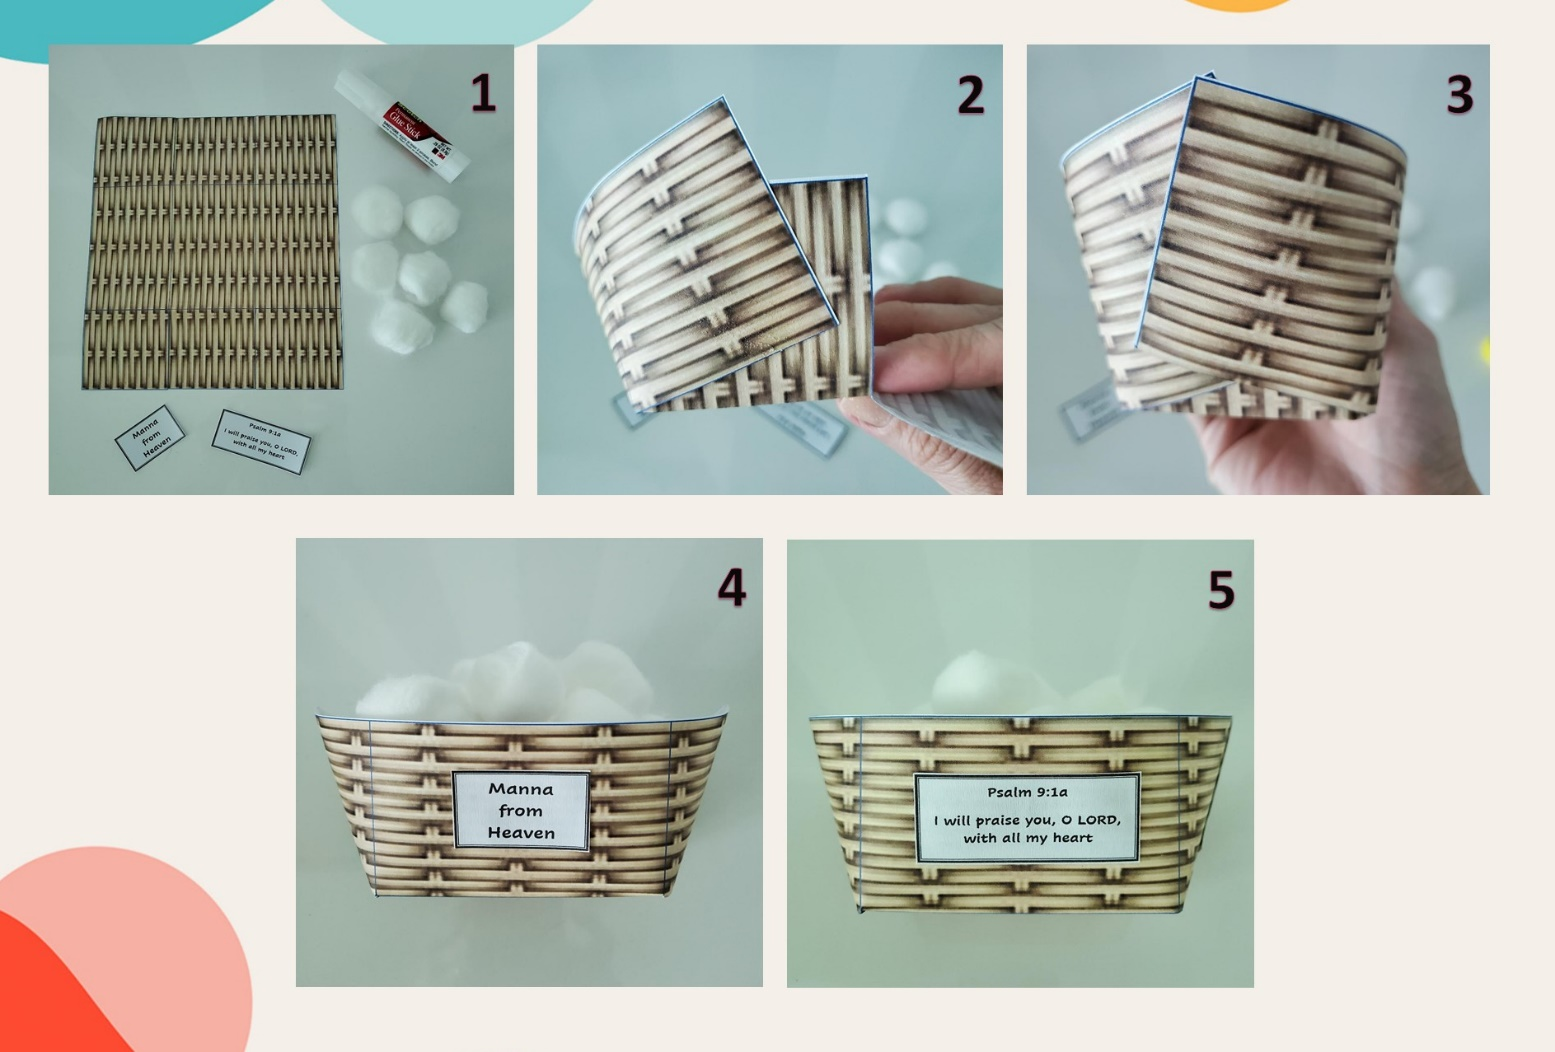 1
Glue Stick
Manna
from
Heaven
Psalm 9:1a
I will praise you, O LORD,
with all my heart
2
3
4
Manna
from
Heaven
5
Psalm 9:1a
I will praise you, O LORD,
with all my heart